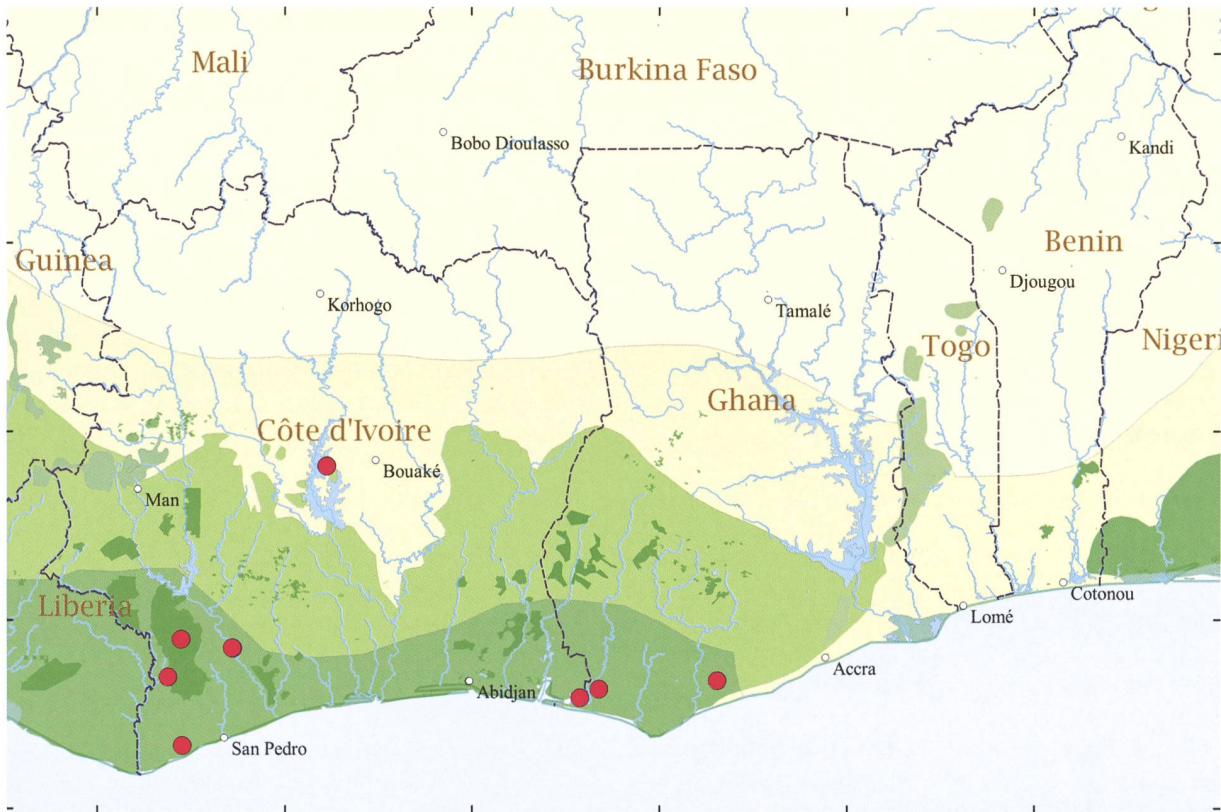 Mali
Burkina Faso
Bobo Dioulasso
Kandi
Guinea
Benin
Djougou
Korhogo
Tamalé
Togo
Nigeri
Ghana
Côte d'Ivoire
Bouaké
Man
Liberia
Cotonou
Lomé
Accra
Abidjan
San Pedro